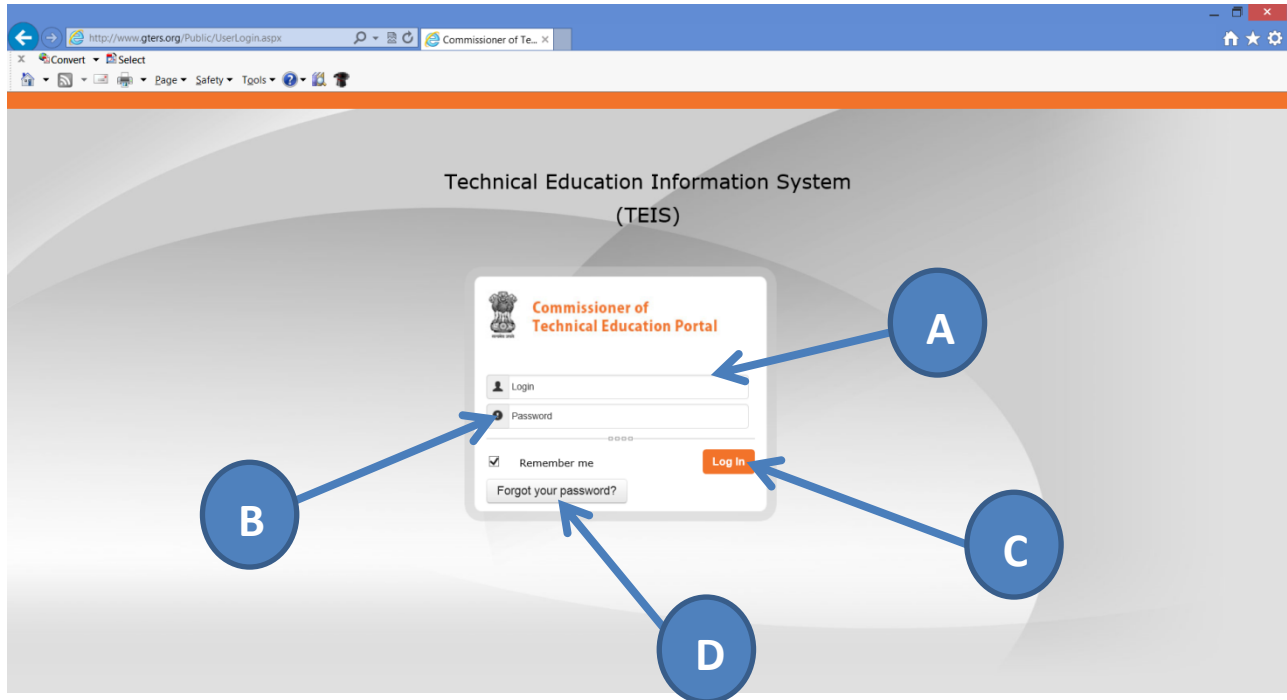 http://www.gters.org/Public/UserLogin.aspx
Commissioner of Te...
x Convert Select
Page Safety Tools
Technical Education Information System
(TEIS)
Commissioner of
Technical Education Portal
A
Login
Password
Remember me
Log In
Forgot your password?
B
C
D